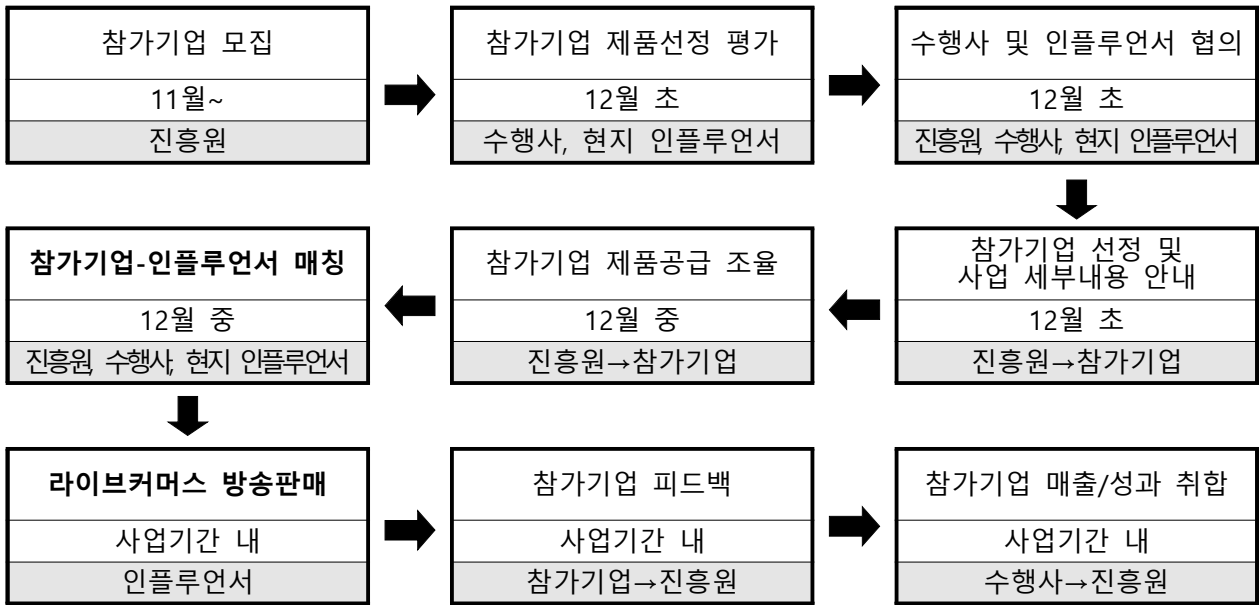 참가기업 모집
11월~
진흥원
참가기업 제품선정 평가
12월 초
수행사, 현지 인플루언서
수행사 및 인플루언서 협의
12월 초
진흥원, 수행사, 현지 인플루언서
참가기업 선정 및
사업 세부내용 안내
12월 초
진흥원→참가기업
참가기업 제품공급 조율
12월 중
진흥원→참가기업
참가기업-인플루언서 매칭
12월 중
진흥원, 수행사, 현지 인플루언서
라이브커머스 방송판매
사업기간 내
인플루언서
참가기업 피드백
사업기간 내
참가기업→진흥원
참가기업 매출/성과 취합
사업기간 내
수행사→진흥원